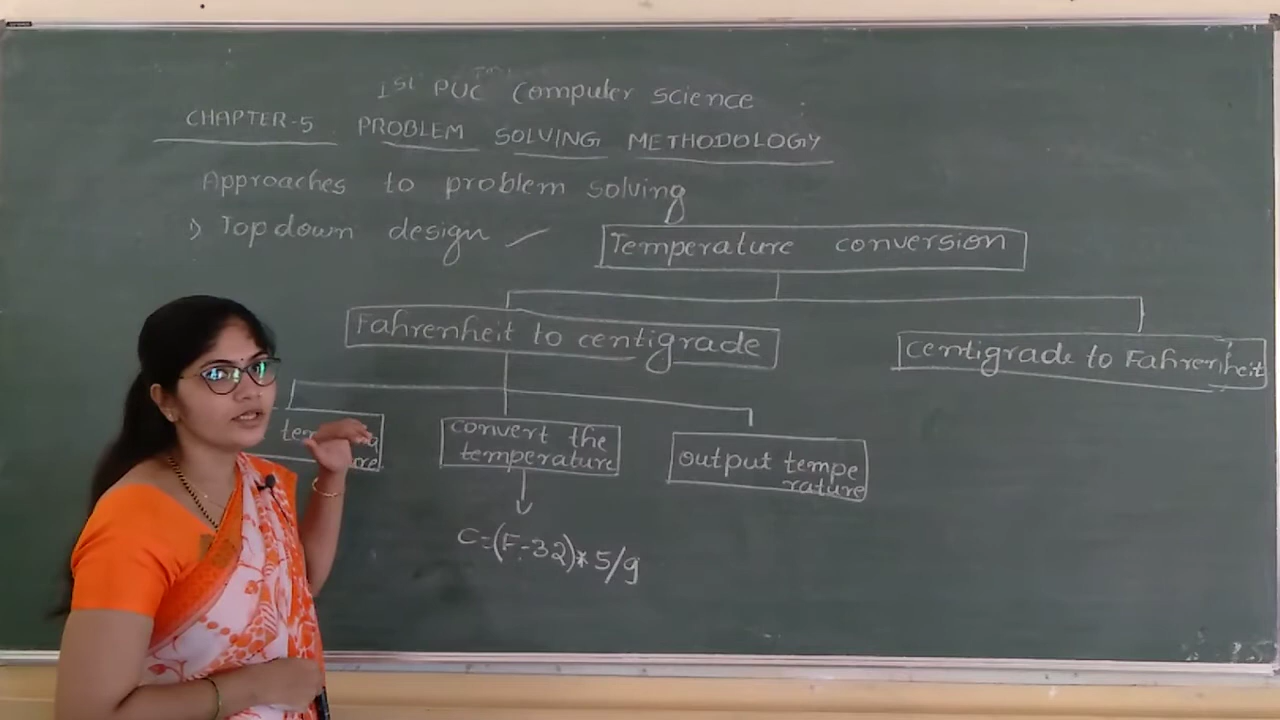 1st PUC Computer science
CHAPTER-5 PROBLEM SOLVING METHODOLOGY
Approaches to problem solving
1) Top down design
Temperature conversion
Fahrenheit to centigrade
centigrade to Fahrenheit
convert the
temperature
output tempe
rature
C=(F-32)*5/9